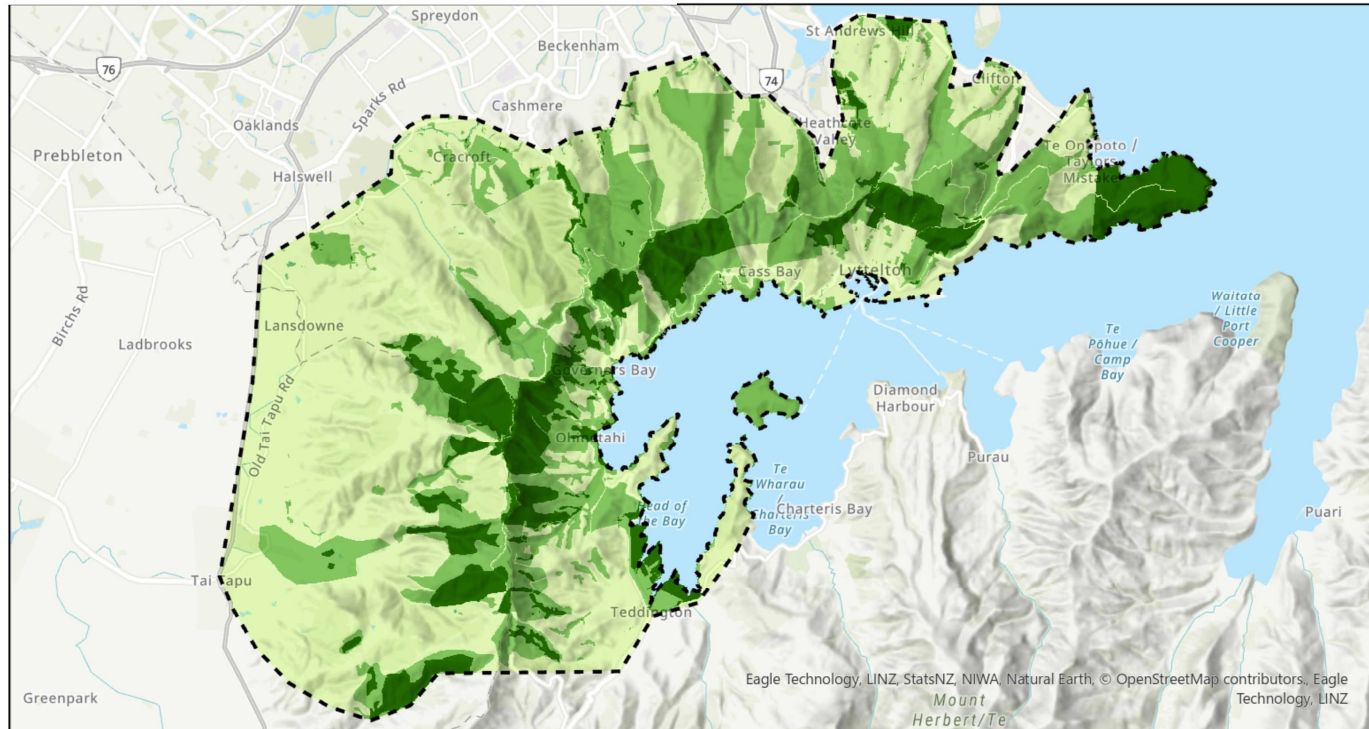 Spreydon
St Andrews Hill
Beckenham
76
74
Clifton
Sparks Rd
Cashmere
Oaklands
Heathcote
Valley
Prebbleton
Cracroft
Te Onepoto /
Taylors
Mistake
Halswell
Cass Bay
Lyttelton
Waitata
/ Little
Port
Cooper
Birchs Rd
Lansdowne
Te
Pōhue /
Camp
Bay
Ladbrooks
Governors Bay
Diamond
Harbour
Old Tai Tapu Rd
Ohinetahi
Purau
Te
Wharau
/
Charteris
Bay
Head of
the Bay
Charteris Bay
Puari
Tai Tapu
Teddington
Eagle Technology, LINZ, StatsNZ, NIWA, Natural Earth, © OpenStreetMap contributors., Eagle
Technology, LINZ
Greenpark
Mount
Herbert/Te